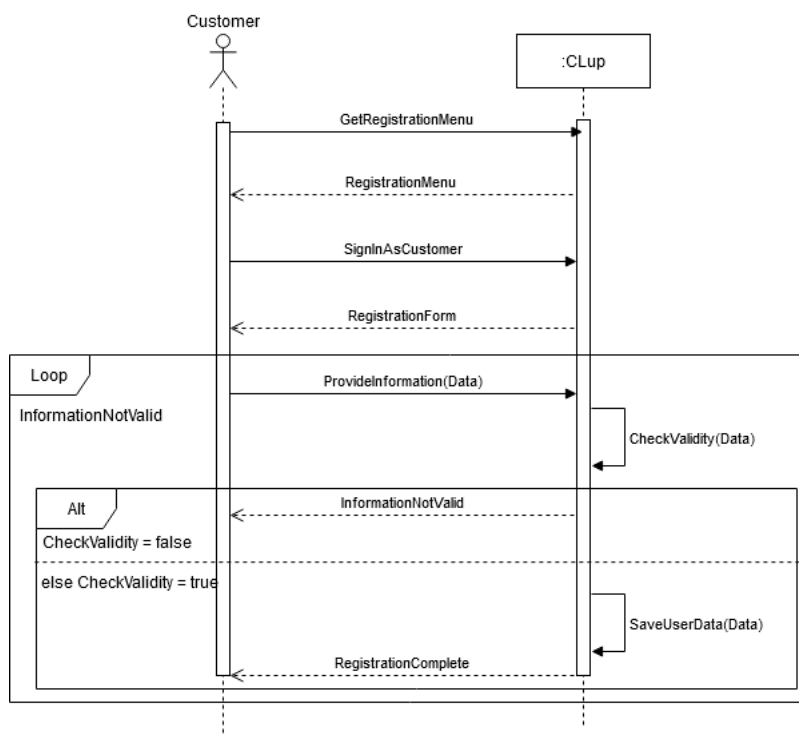 Customer
:CLup
GetRegistrationMenu
RegistrationMenu
SignInAsCustomer
RegistrationForm
Loop
ProvideInformation(Data)
InformationNotValid
CheckValidity(Data)
Alt
InformationNotValid
CheckValidity = false
else CheckValidity = true
SaveUserData(Data)
RegistrationComplete